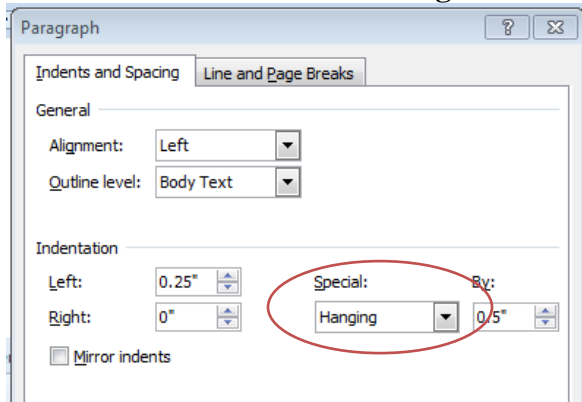 Paragraph
Indents and Spacing Line and Page Breaks
General
Alignment: Left
Outline level: Body Text
Indentation
Left: 0.25" Special: By:
Right: 0" Hanging 0.5"
Mirror indents